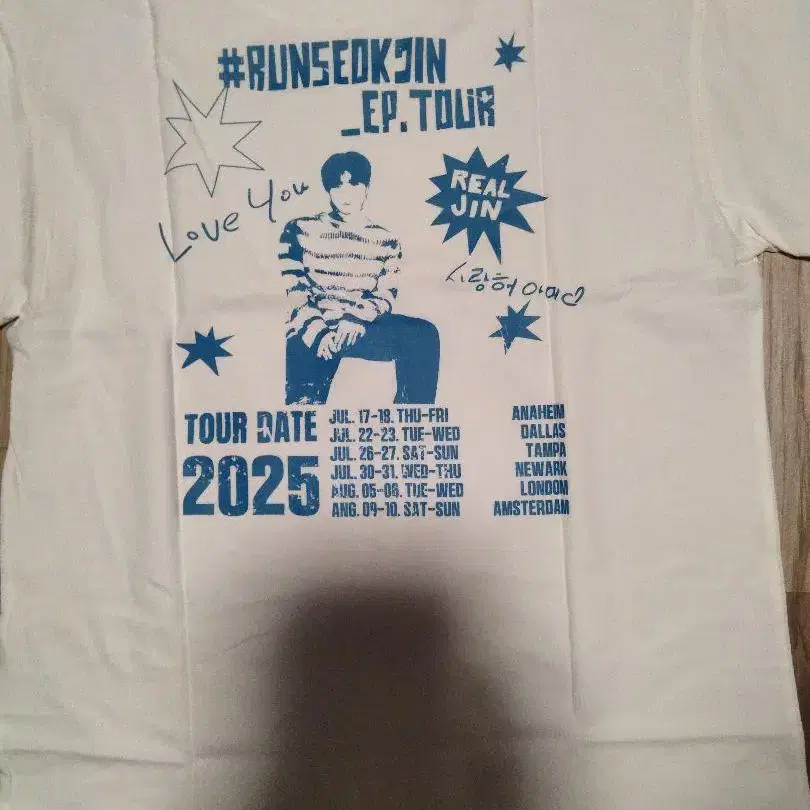 #RUNSEOKJIN
_EP.TOUR
Love You
REAL
JIN
사랑해 아미♡
TOUR DATE
2025
JUL. 17-18. THU-FRI ANAHEIM
JUL. 22-23. TUE-WED DALLAS
JUL. 26-27. SAT-SUN TAMPA
JUL. 30-31. WED-THU NEWARK
AUG. 05-06. TUE-WED LONDON
ANG. 09-10. SAT-SUN AMSTERDAM